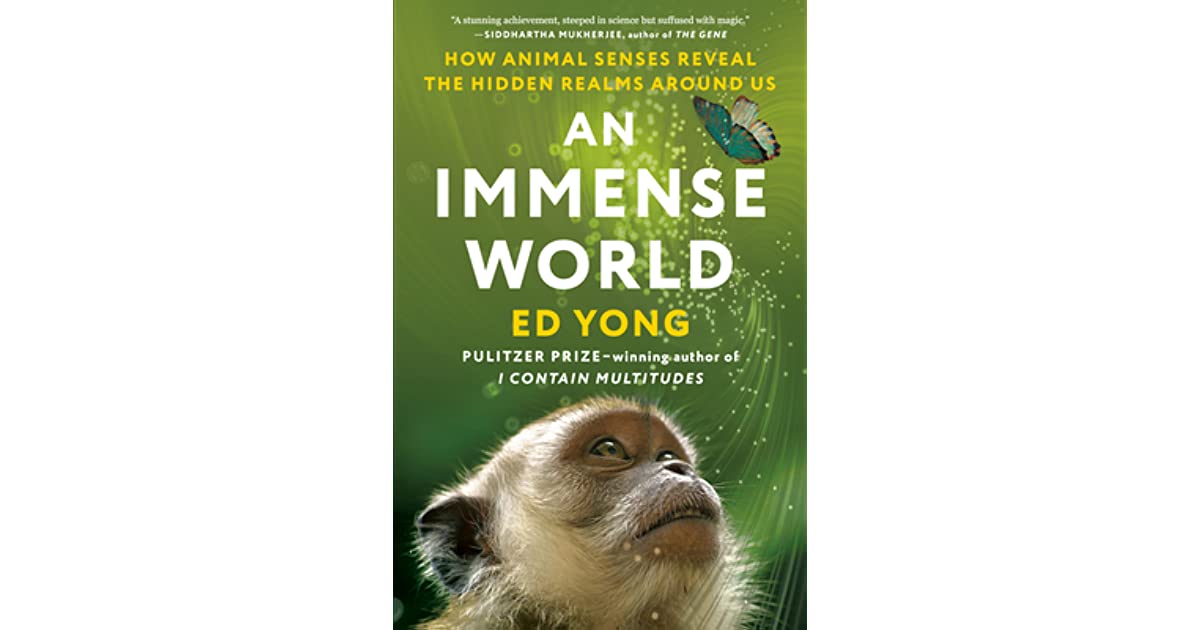 “A stunning achievement, steeped in science but suffused with magic.”
—SIDDHARTHA MUKHERJEE, author of THE GENE
HOW ANIMAL SENSES REVEAL
THE HIDDEN REALMS AROUND US
AN
IMMENSE
WORLD
ED YONG
PULITZER PRIZE–winning author of
I CONTAIN MULTITUDES